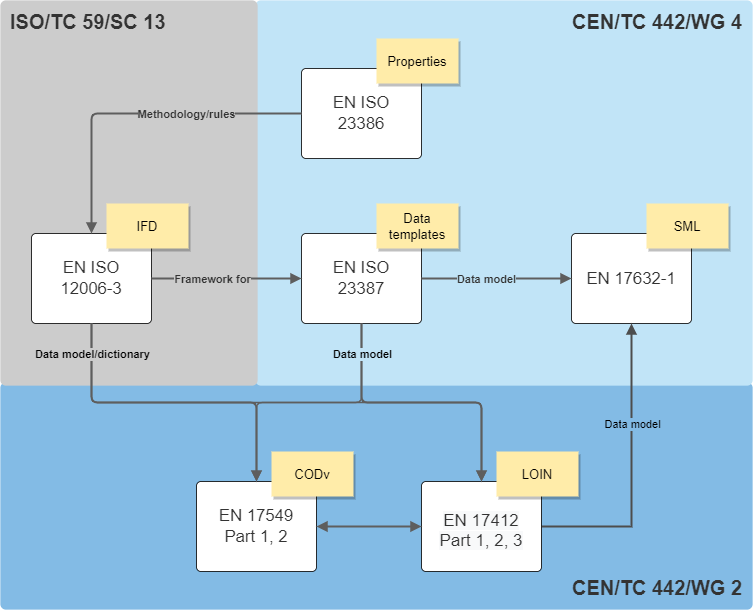 ISO/TC 59/SC 13
CEN/TC 442/WG 4
Properties
EN ISO
23386
Methodology/rules
IFD
Data
templates
SML
EN ISO
12006-3
Framework for
EN ISO
23387
Data model
EN 17632-1
Data model/dictionary
Data model
Data model
CODv
LOIN
EN 17549
Part 1, 2
EN 17412
Part 1, 2, 3
CEN/TC 442/WG 2